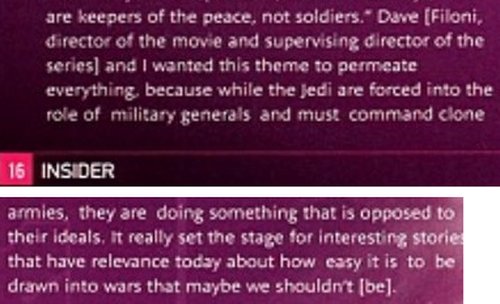 are keepers of the peace, not soldiers." Dave [Filoni,
director of the movie and supervising director of the
series] and I wanted this theme to permeate
everything, because while the Jedi are forced into the
role of military generals and must command clone
16 INSIDER
armies, they are doing something that is opposed to
their ideals. It really set the stage for interesting stories
that have relevance today about how easy it is to be
drawn into wars that maybe we shouldn't [be].